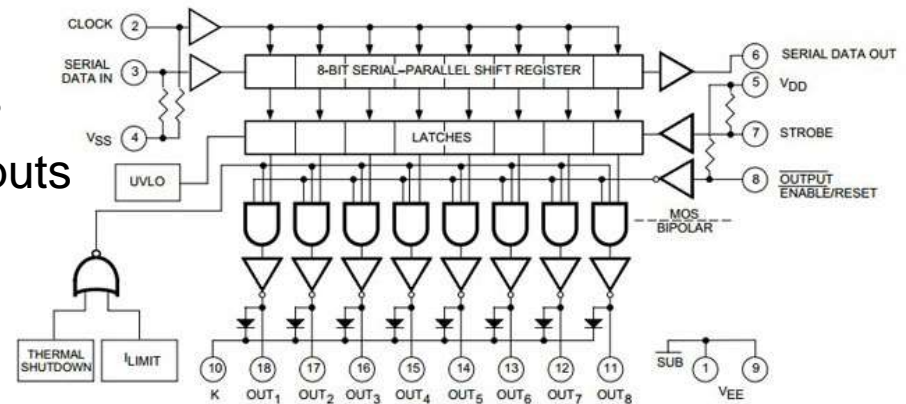 CLOCK 2
SERIAL DATA IN 3
8-BIT SERIAL–PARALLEL SHIFT REGISTER
6 SERIAL DATA OUT
5 VDD
VSS 4
LATCHES
7 STROBE
outs
UVLO
8 OUTPUT ENABLE/RESET
MOS
BIPOLAR
THERMAL SHUTDOWN
ILIMIT
10 18 17 16 15 14 13 12 11
K OUT1 OUT2 OUT3 OUT4 OUT5 OUT6 OUT7 OUT8
SUB 1 9
VEE